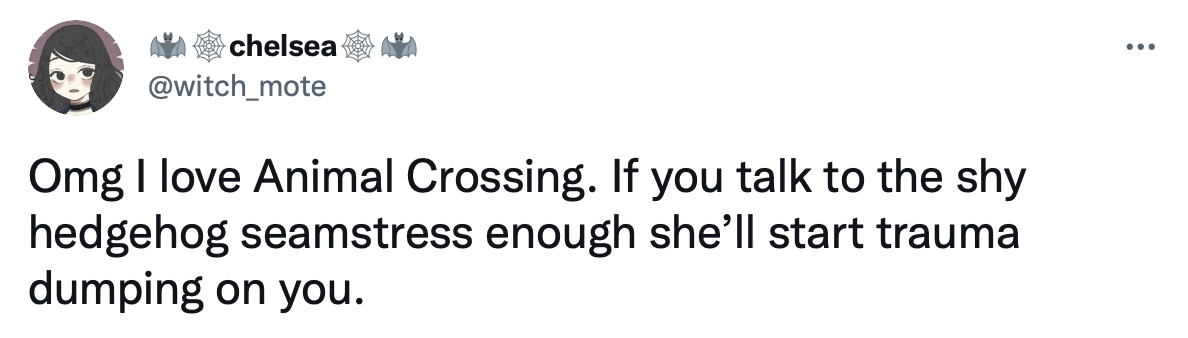 🦇🕸️chelsea🕸️🦇
@witch_mote
Omg I love Animal Crossing. If you talk to the shy
hedgehog seamstress enough she’ll start trauma
dumping on you.